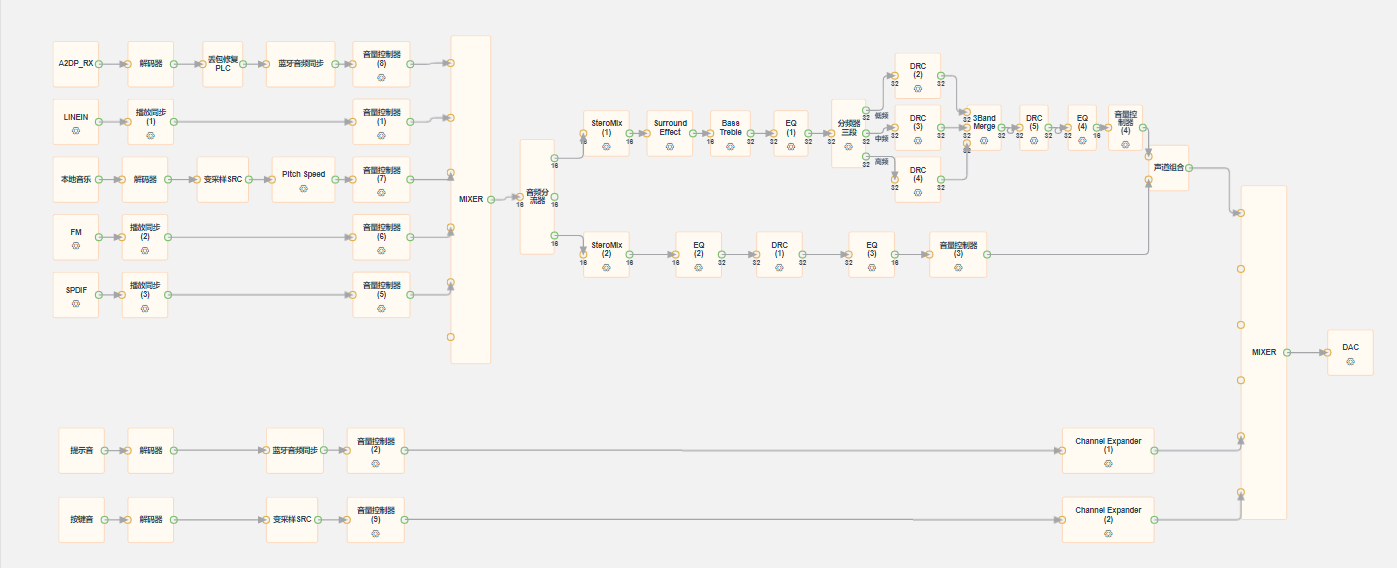 A2DP_RX
解码器
丢包修复
PLC
蓝牙音频同步
音量控制器
(8)
LINEIN
播放同步
(1)
音量控制器
(1)
本地音乐
解码器
变采样SRC
Pitch Speed
音量控制器
(7)
FM
播放同步
(2)
音量控制器
(6)
SPDIF
播放同步
(3)
音量控制器
(5)
MIXER
16
音频分
流器
16
16
16
16
SteroMix
(1)
16
16
Surround
Effect
16
16
Bass
Treble
32
32
EQ
(1)
32
32
分频器
三段
32
低频
32
中频
32
高频
32
DRC
(2)
32
32
DRC
(3)
32
32
DRC
(4)
32
32
32
32
3Band
Merge
32
32
DRC
(5)
32
32
EQ
(4)
16
16
音量控
制器
(4)
16
声道组合
16
SteroMix
(2)
16
16
EQ
(2)
32
32
DRC
(1)
32
32
EQ
(3)
16
音量控制器
(3)
MIXER
DAC
提示音
解码器
蓝牙音频同步
音量控制器
(2)
Channel Expander
(1)
按键音
解码器
变采样SRC
音量控制器
(5)
Channel Expander
(2)